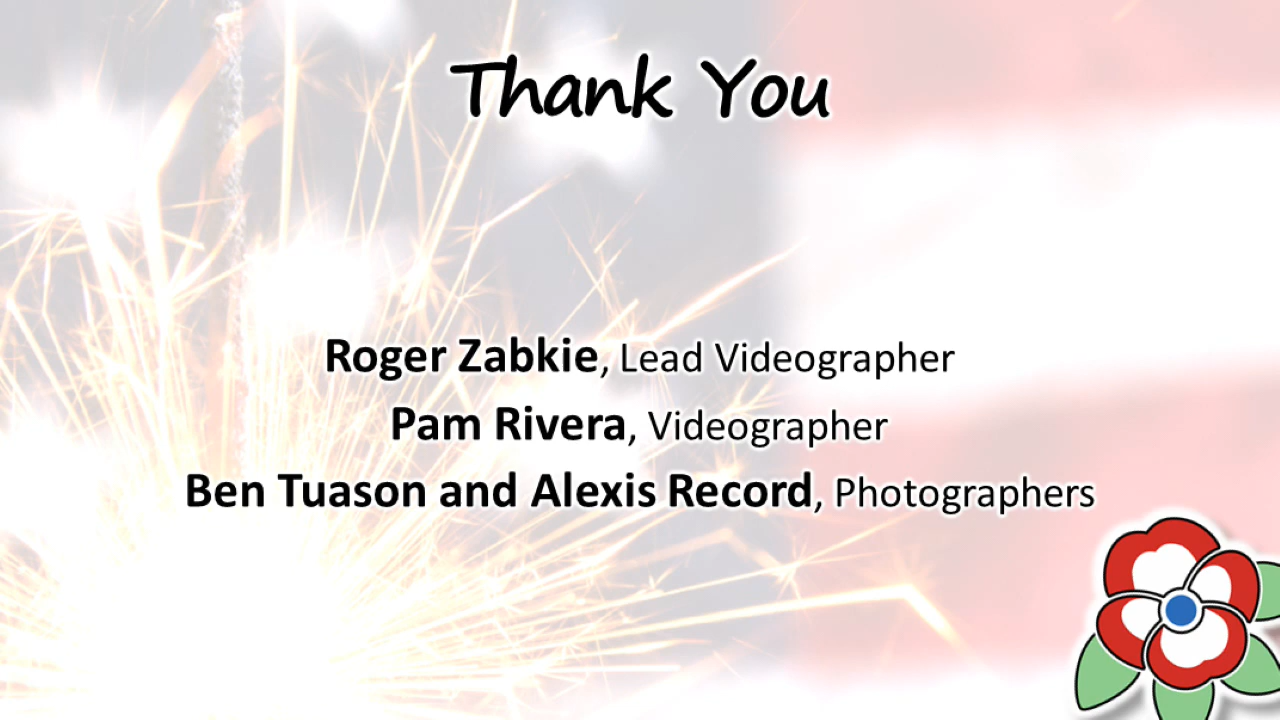 Thank You
Roger Zabkie, Lead Videographer
Pam Rivera, Videographer
Ben Tuason and Alexis Record, Photographers